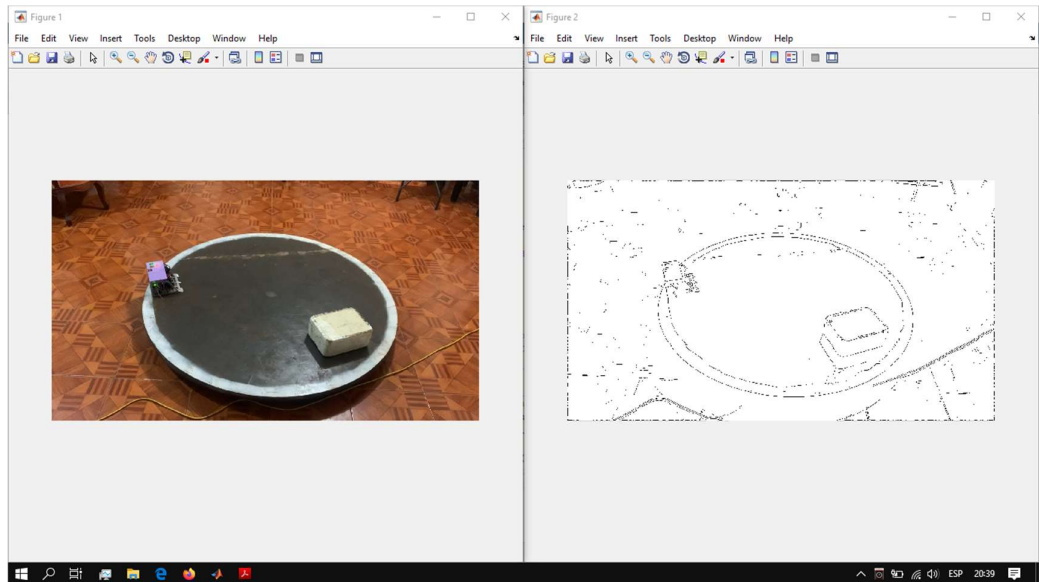 Figure 1
File Edit View Insert Tools Desktop Window Help
Figure 2
File Edit View Insert Tools Desktop Window Help
ESP 20:39